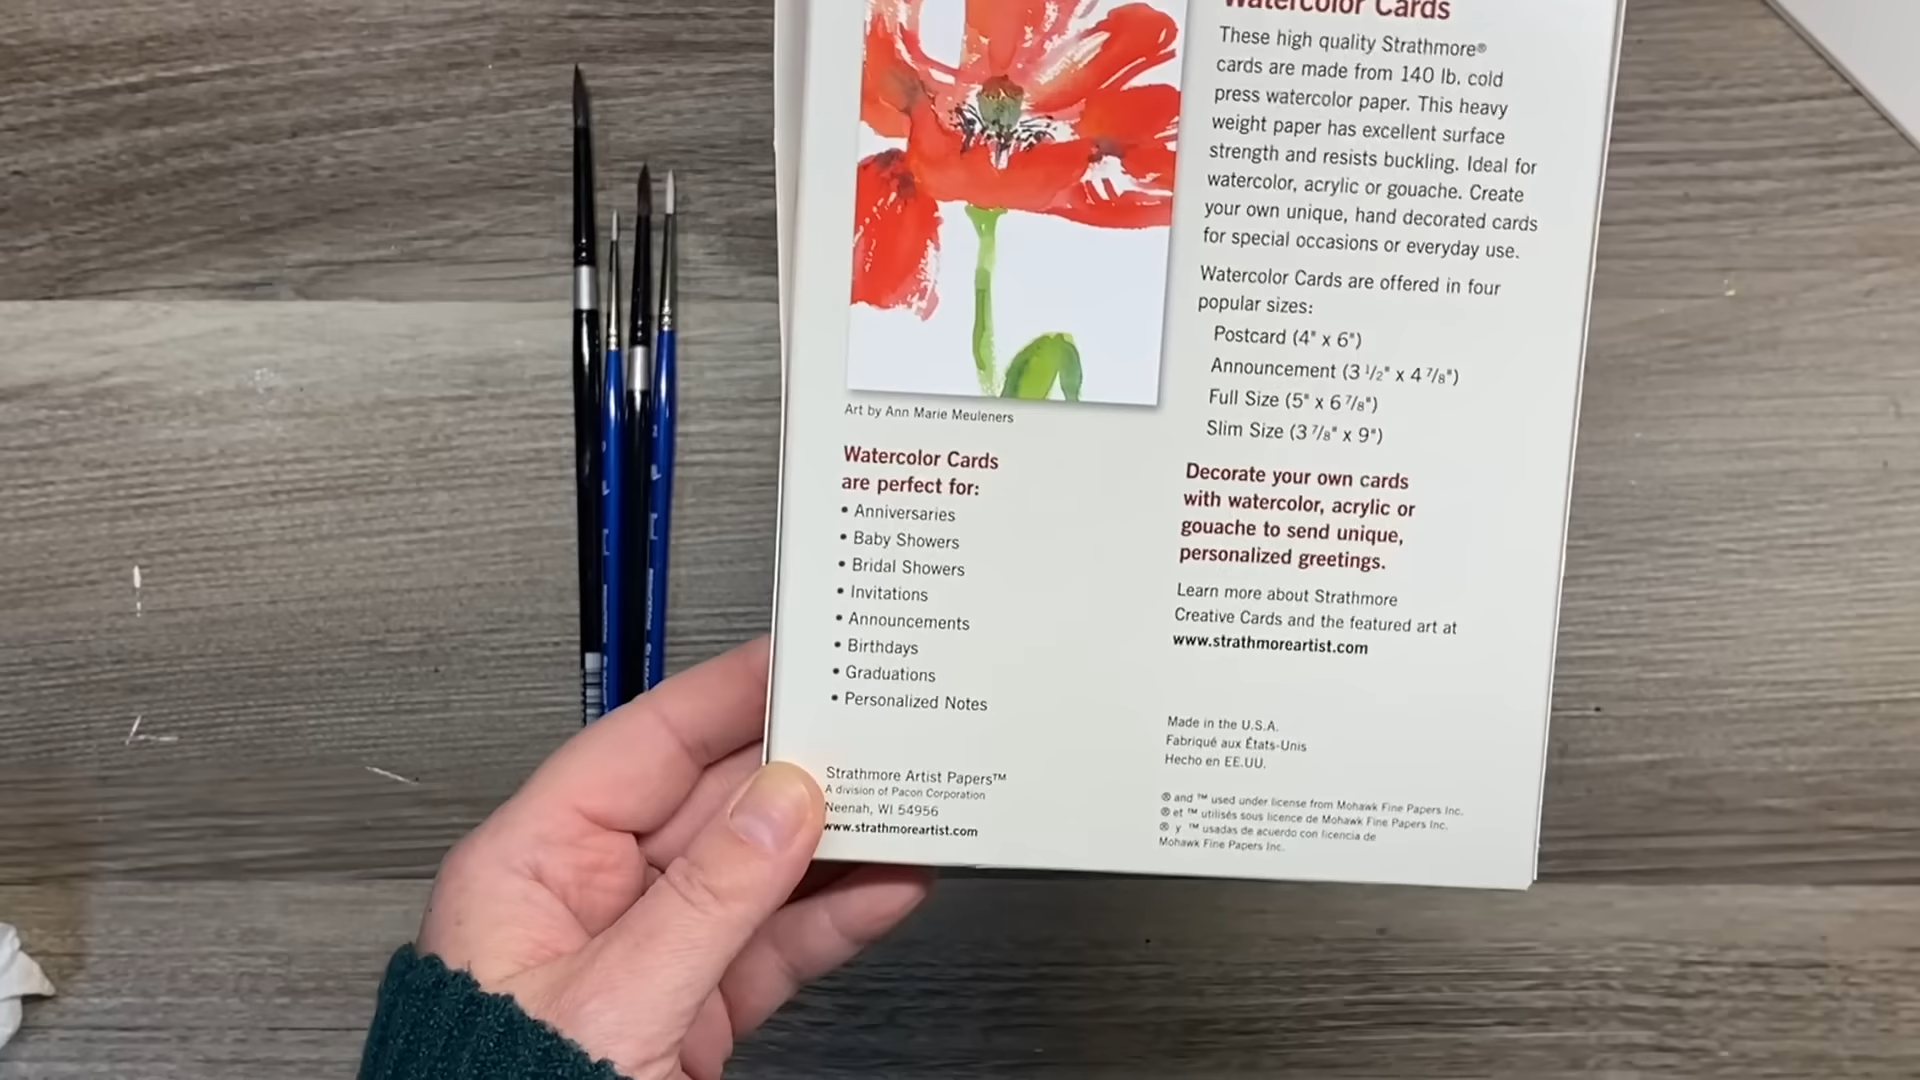 Watercolor Cards
These high quality Strathmore®
cards are made from 140 lb. cold
press watercolor paper. This heavy
weight paper has excellent surface
strength and resists buckling. Ideal for
watercolor, acrylic or gouache. Create
your own unique, hand decorated cards
for special occasions or everyday use.
Watercolor Cards are offered in four
popular sizes:
Postcard (4" x 6")
Announcement (3 1/2" x 4 7/8")
Full Size (5" x 6 7/8")
Slim Size (3 7/8" x 9")
Decorate your own cards
with watercolor, acrylic or
gouache to send unique,
personalized greetings.
Learn more about Strathmore
Creative Cards and the featured art at
www.strathmoreartist.com
Made in the U.S.A.
Fabriqué aux États-Unis
Hecho en EE.UU.
® and ™ used under license from Mohawk Fine Papers Inc.
® et ™ utilisés sous licence de Mohawk Fine Papers Inc.
® y ™ usadas de acuerdo con licencia de
Mohawk Fine Papers Inc.
Art by Ann Marie Meuleners
Watercolor Cards
are perfect for:
• Anniversaries
• Baby Showers
• Bridal Showers
• Invitations
• Announcements
• Birthdays
• Graduations
• Personalized Notes
Strathmore Artist Papers™
A division of Pacon Corporation
Neenah, WI 54956
www.strathmoreartist.com